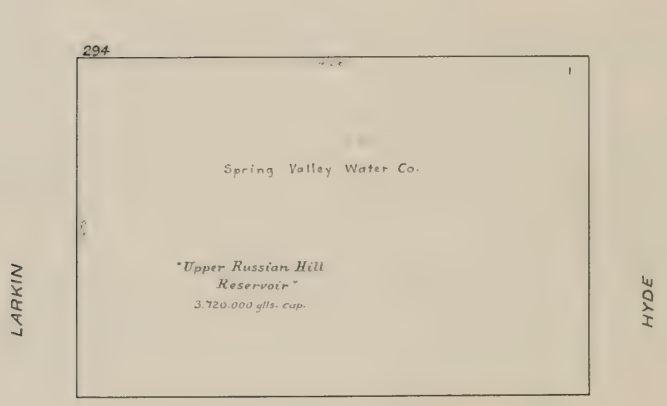 294
1
Spring Valley Water Co.
"Upper Russian Hill
Reservoir"
3.720.000 glls. cap.
LARKIN
HYDE